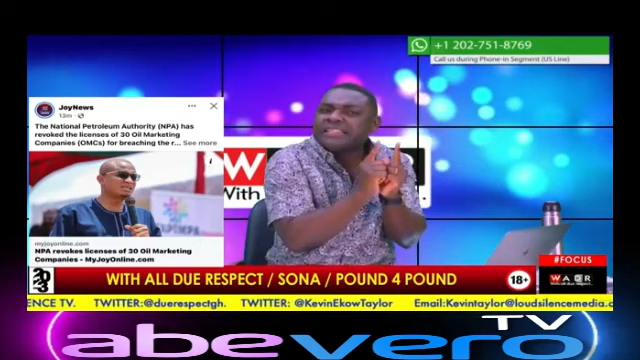 +1 202-751-8769
Call us during Phone-in Segment (US Line)
JoyNews
13m
The National Petroleum Authority (NPA) has
revoked the licenses of 30 Oil Marketing
Companies (OMCs) for breaching the r... See more
myjoyonline.com
NPA revokes licenses of 30 Oil Marketing
Companies - MyJoyOnline.com
W
With
#FOCUS
WITH ALL DUE RESPECT / SONA / POUND 4 POUND
18+
ENCE TV. TWITTER:@duerespectgh. TWITTER: @KevinEkowTaylor Email:Kevintaylor@loudsilencemedia.c
TV
abevero